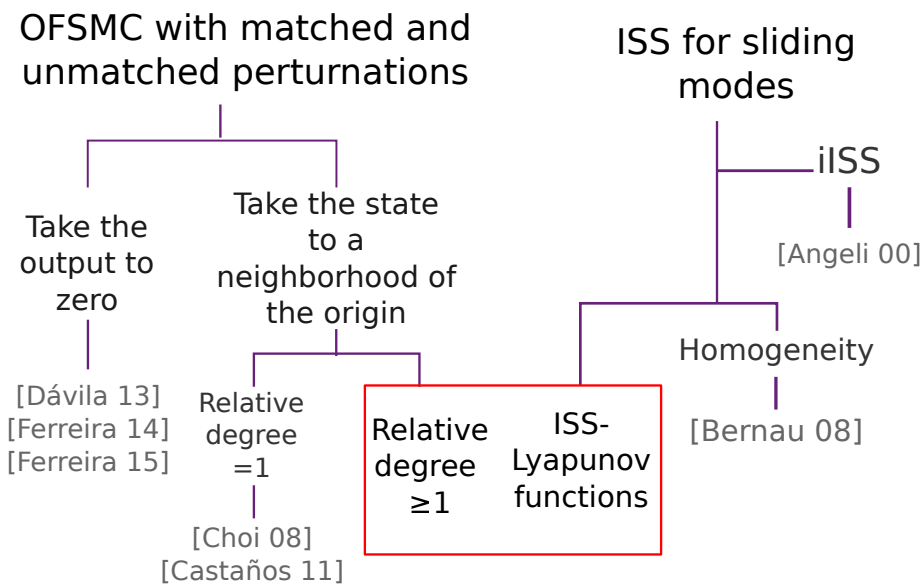 OFSMC with matched and
unmatched perturnations
Take the
output to
zero
[Dávila 13]
[Ferreira 14]
[Ferreira 15]
Take the state
to a
neighborhood of
the origin
Relative
degree
=1
[Choi 08]
[Castaños 11]
Relative
degree
≥1
ISS for sliding
modes
iISS
[Angeli 00]
ISS-
Lyapunov
functions
Homogeneity
[Bernau 08]